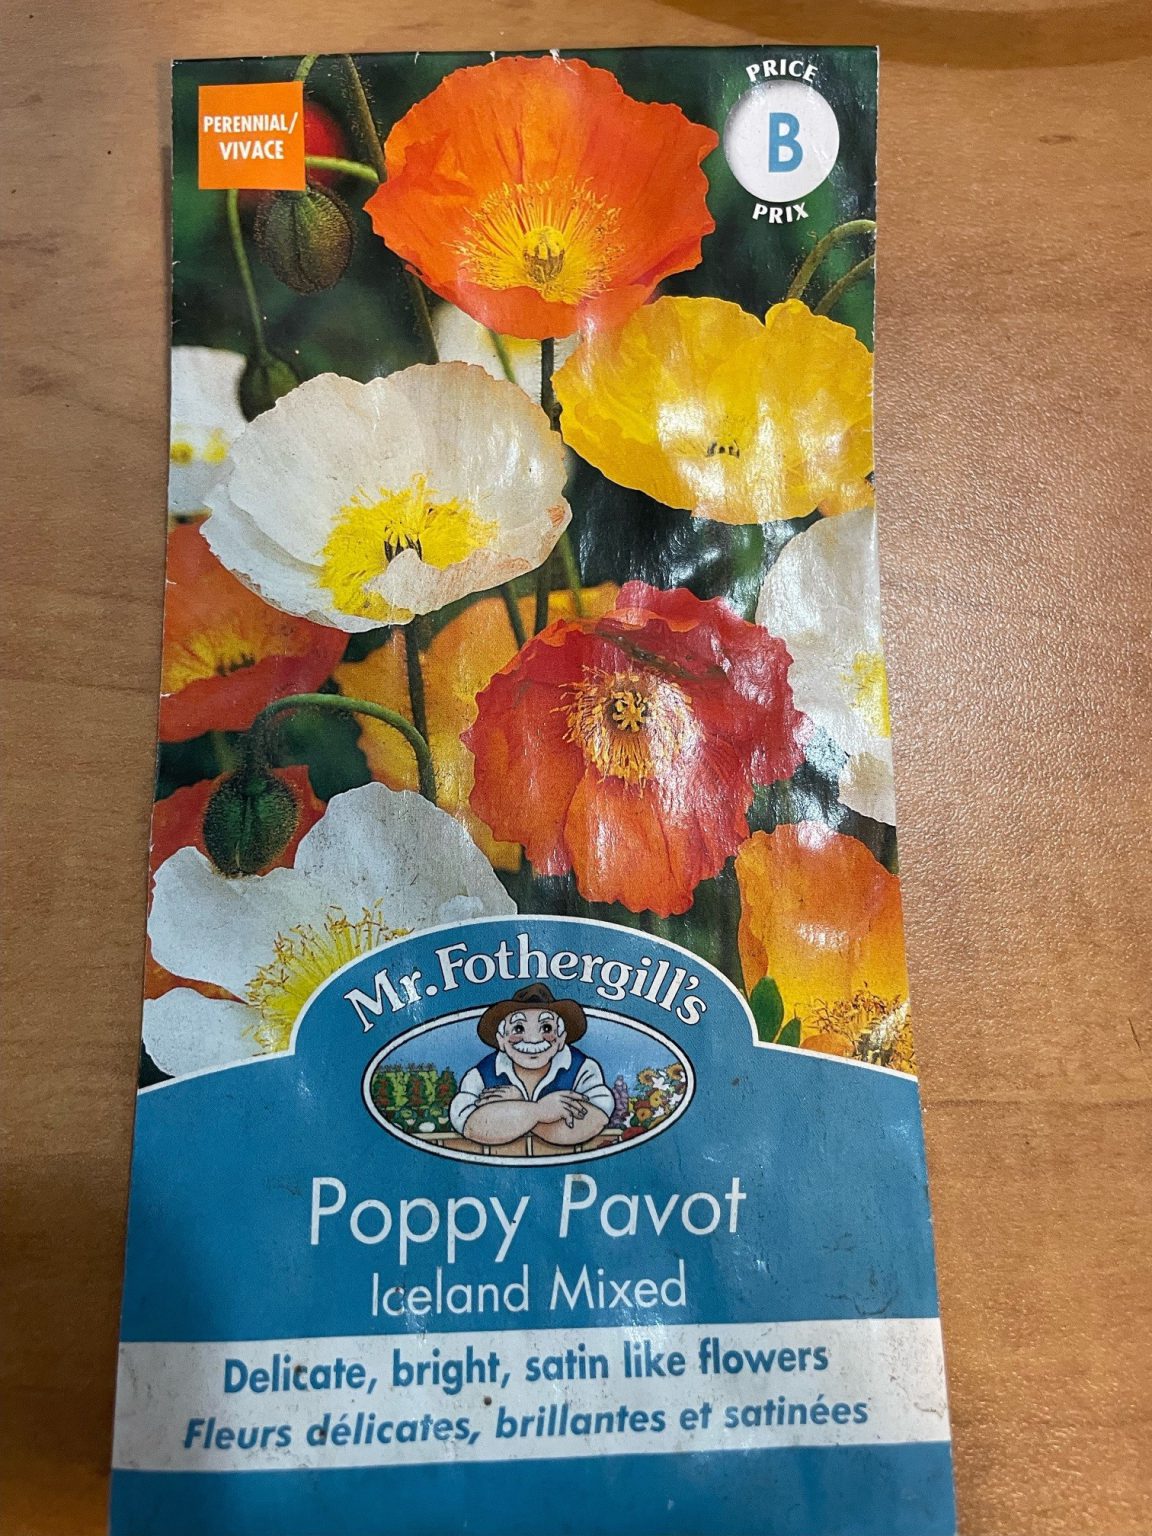 PERENNIAL/
VIVACE
PRICE
B
PRIX
Mr. Fothergill's
Poppy Pavot
Iceland Mixed
Delicate, bright, satin like flowers
Fleurs délicates, brillantes et satinées